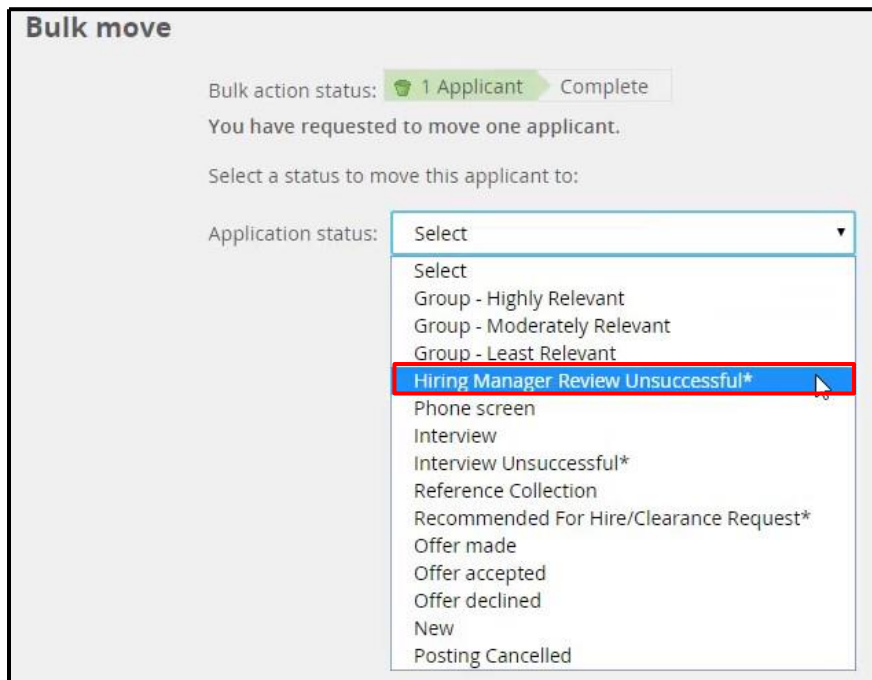 Bulk move
Bulk action status: 1 Applicant Complete
You have requested to move one applicant.
Select a status to move this applicant to:
Application status: Select
Select
Group - Highly Relevant
Group - Moderately Relevant
Group - Least Relevant
Hiring Manager Review Unsuccessful*
Phone screen
Interview
Interview Unsuccessful*
Reference Collection
Recommended For Hire/Clearance Request*
Offer made
Offer accepted
Offer declined
New
Posting Cancelled